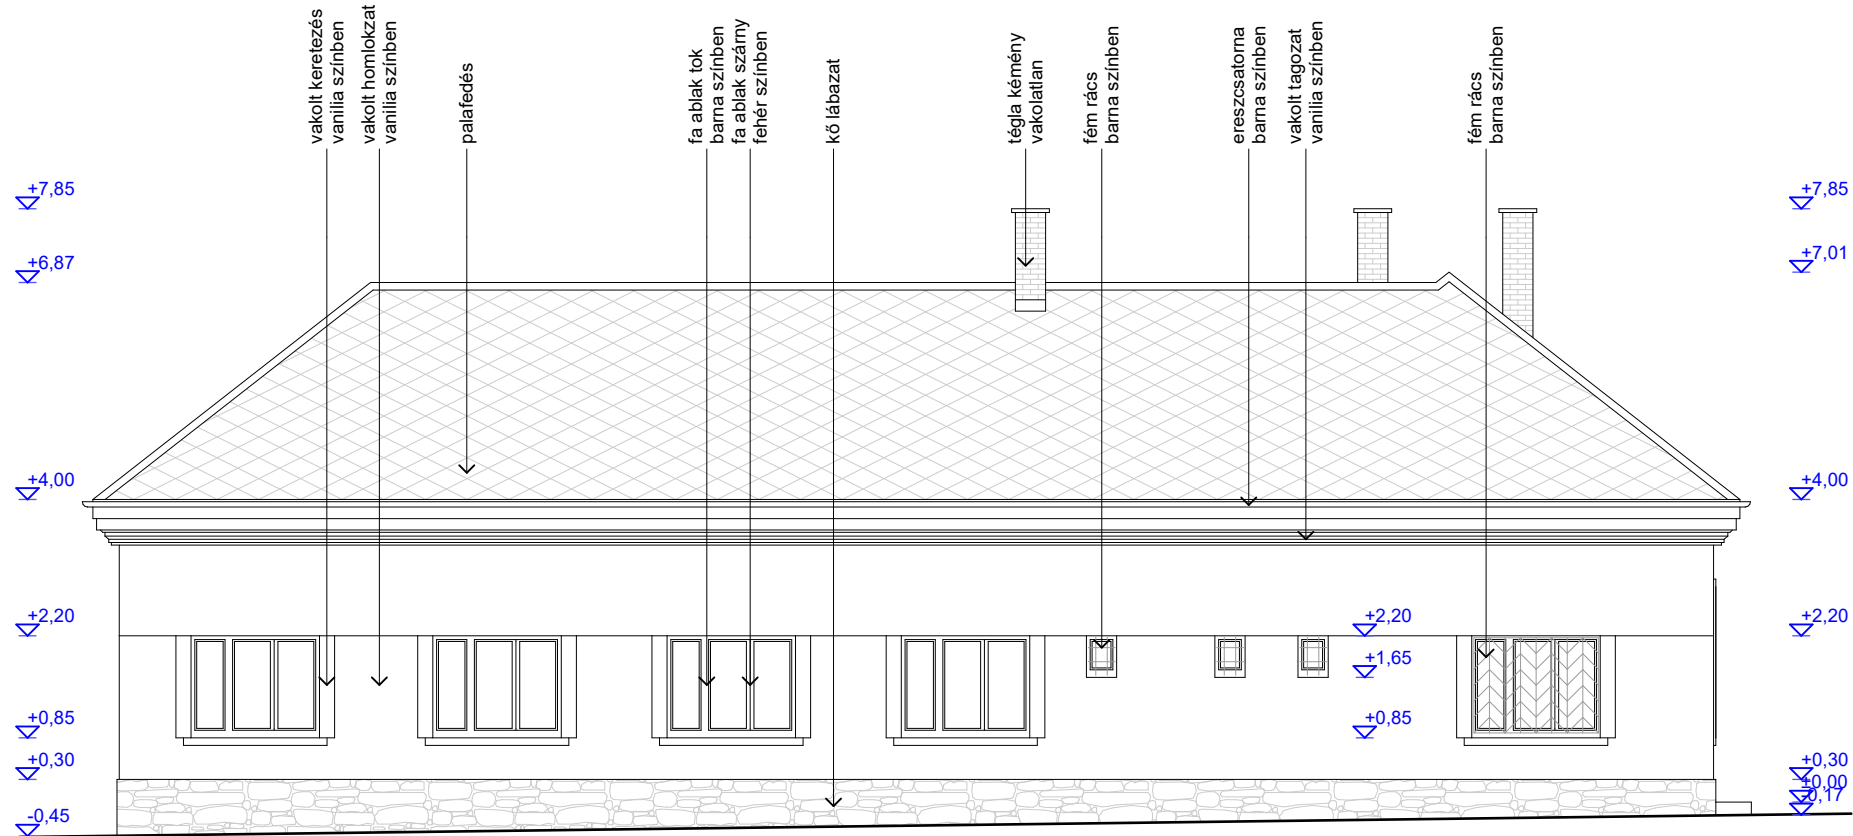 vakolt keretezés
vanilia színben
vakolt homlokzat
vanilia színben
palafedés
fa ablak tok
barna színben
fa ablak szárny
fehér színben
kő lábazat
tégla kémény
vakolatlan
fém rács
barna színben
ereszcsatorna
barna színben
vakolt tagozat
vanilia színben
fém rács
barna színben
+7,85
+7,85
+6,87
+7,01
+4,00
+4,00
+2,20
+2,20
+2,20
+1,65
+0,85
+0,85
+0,30
+0,30
±0,00
-0,17
-0,45